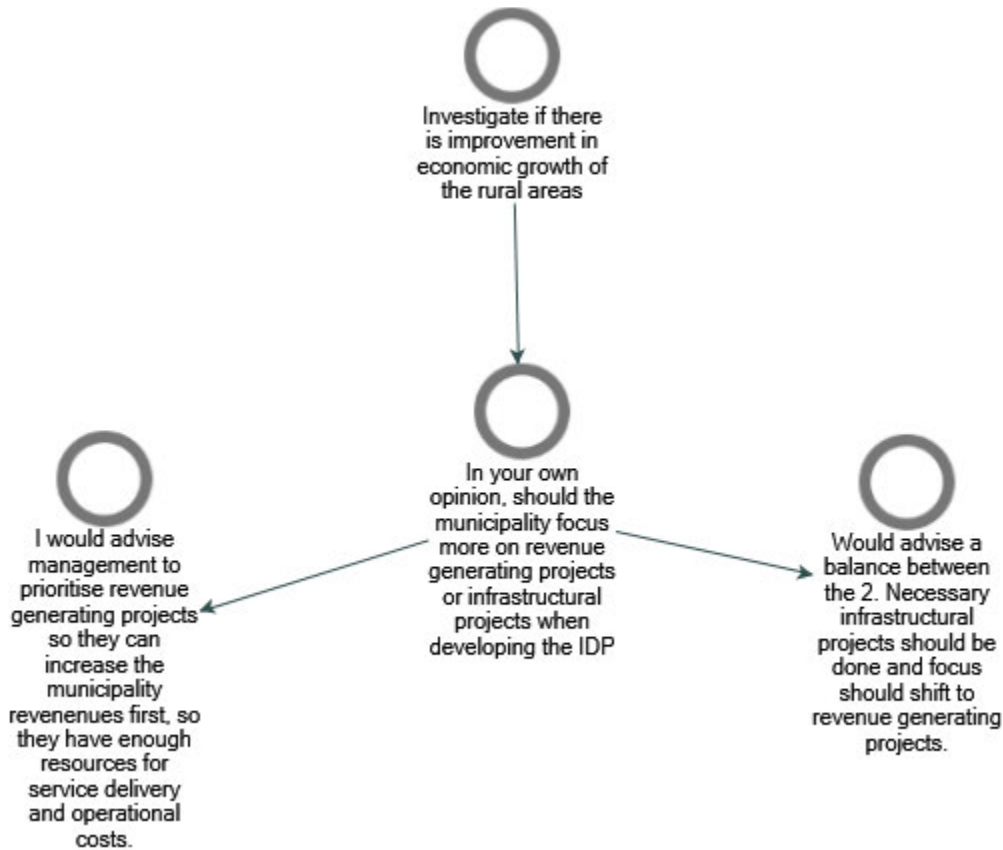 Investigate if there
is improvement in
economic growth of
the rural areas
In your own
opinion, should the
municipality focus
more on revenue
generating projects
or infrastructural
projects when
developing the IDP
I would advise
management to
prioritise revenue
generating projects
so they can
increase the
municipality
revenenues first, so
they have enough
resources for
service delivery
and operational
costs.
Would advise a
balance between
the 2. Necessary
infrastructural
projects should be
done and focus
should shift to
revenue generating
projects.